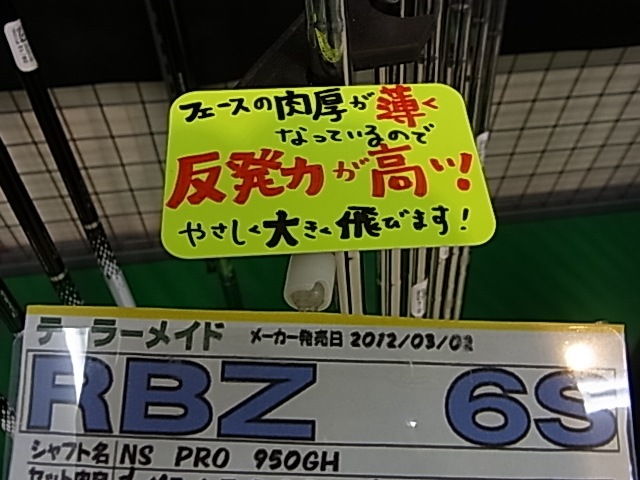 フェースの肉厚が薄く
なっているので
反発力が高いッ!
やさしく大きく飛びます!
テーラーメイド メーカー発売日 2012/03/02
RBZ 6S
シャフト名 NS PRO 950GH